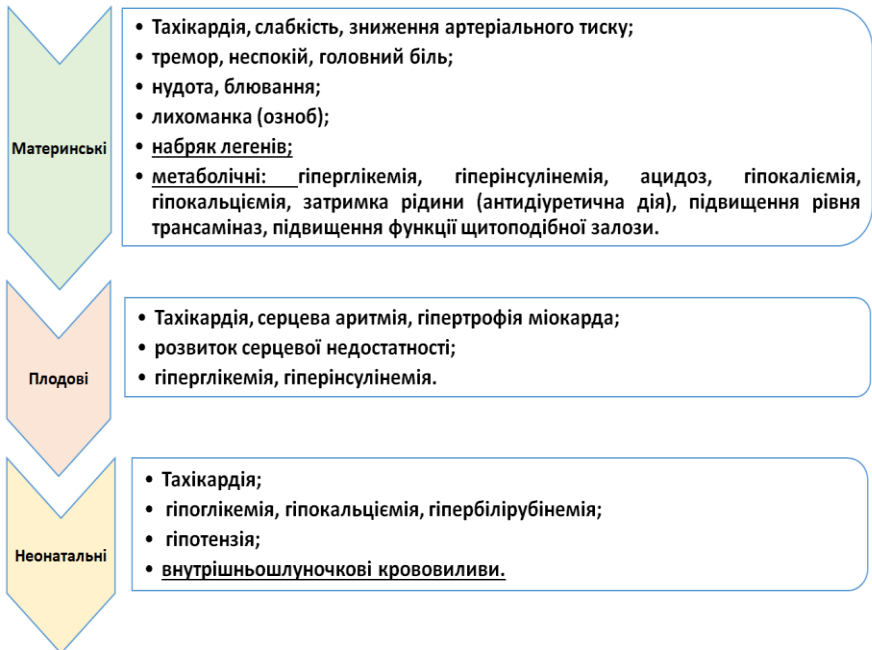 Материнські
• Тахікардія, слабкість, зниження артеріального тиску;
• тремор, неспокій, головний біль;
• нудота, блювання;
• лихоманка (озноб);
• набряк легенів;
• метаболічні: гіперглікемія, гіперінсулінемія, ацидоз, гіпокаліємія,
гіпокальціємія, затримка рідини (антидіуретична дія), підвищення рівня
трансаміназ, підвищення функції щитоподібної залози.
Плодові
• Тахікардія, серцева аритмія, гіпертрофія міокарда;
• розвиток серцевої недостатності;
• гіперглікемія, гіперінсулінемія.
Неонатальні
• Тахікардія;
• гіпоглікемія, гіпокальціємія, гіпербілірубінемія;
• гіпотензія;
• внутрішньошлуночкові крововиливи.